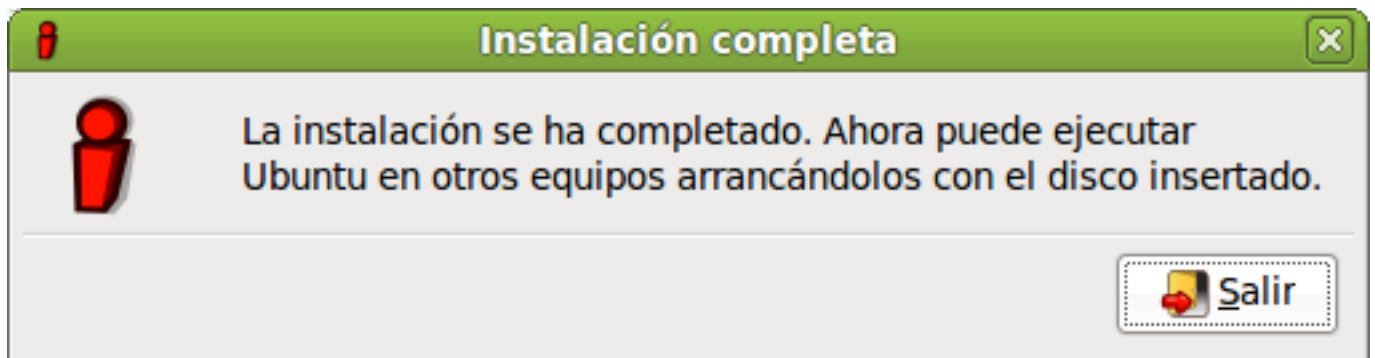 Instalación completa
La instalación se ha completado. Ahora puede ejecutar
Ubuntu en otros equipos arrancándolos con el disco insertado.
Salir